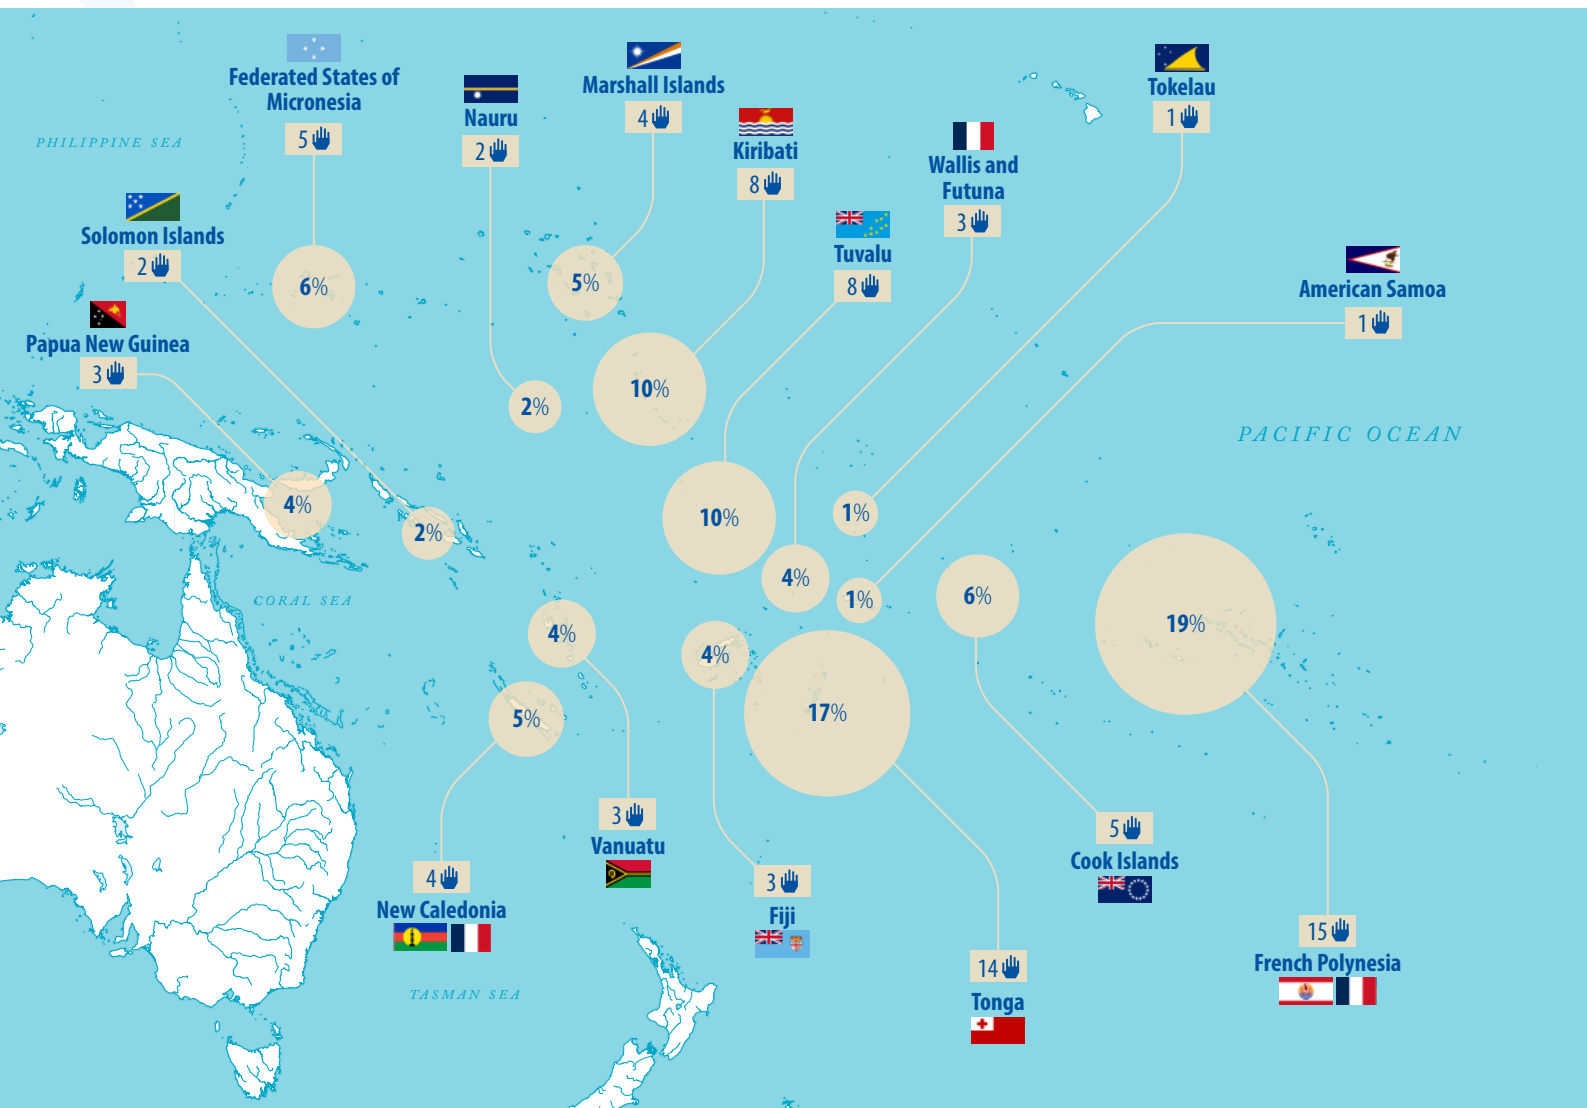 Federated States of
Micronesia
5
Nauru
2
Marshall Islands
4
Kiribati
8
Wallis and
Futuna
3
Tokelau
1
PHILIPPINE SEA
Solomon Islands
2
Tuvalu
8
American Samoa
1
Papua New Guinea
3
6%
5%
10%
2%
PACIFIC OCEAN
4%
2%
10%
1%
4%
1%
6%
19%
CORAL SEA
4%
4%
5%
17%
3
Vanuatu
4
New Caledonia
3
Fiji
5
Cook Islands
15
French Polynesia
14
Tonga
TASMAN SEA